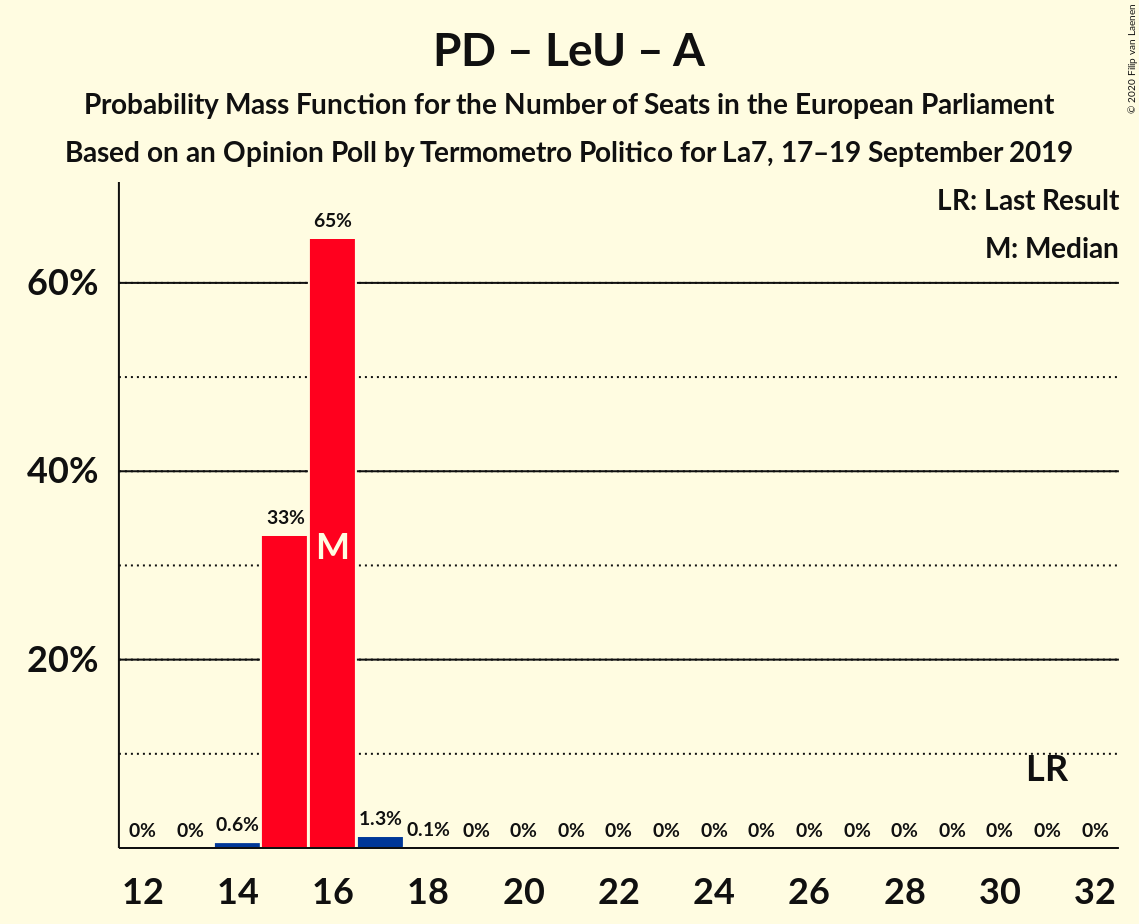 PD – LeU – A
Probability Mass Function for the Number of Seats in the European Parliament
Based on an Opinion Poll by Termometro Politico for La7, 17–19 September 2019
© 2020 Filip van Laenen
LR: Last Result
M: Median
65%
60%
40%
33%
M
20%
LR
0% 0% 0.6% 1.3% 0.1% 0% 0% 0% 0% 0% 0% 0% 0% 0% 0% 0% 0% 0% 0%
12 14 16 18 20 22 24 26 28 30 32